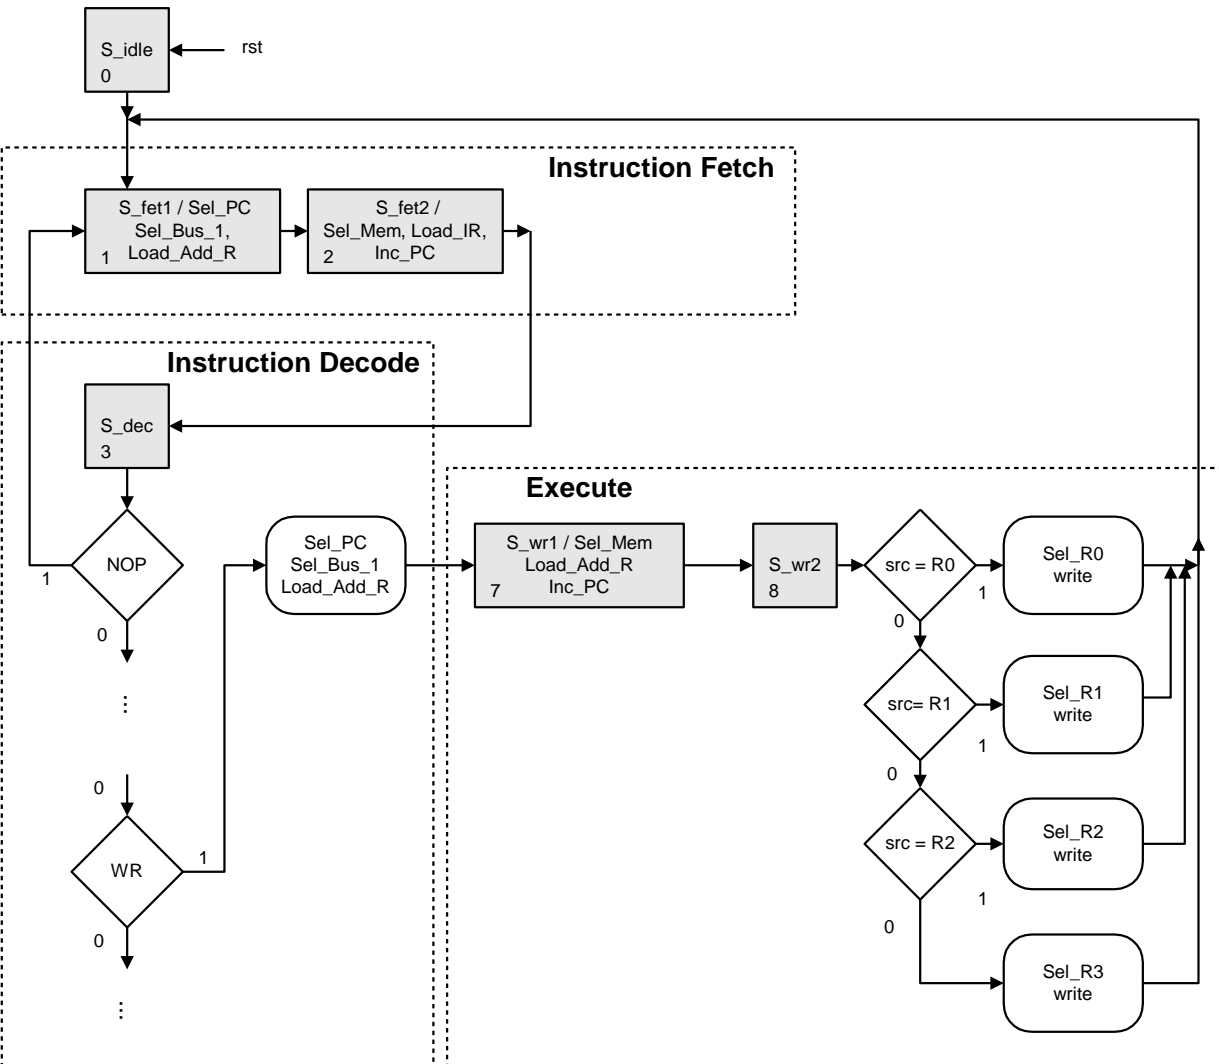 S_idle
0
rst
Instruction Fetch
S_fet1 / Sel_PC
Sel_Bus_1,
Load_Add_R
1
S_fet2 /
Sel_Mem, Load_IR,
Inc_PC
2
Instruction Decode
S_dec
3
NOP
1
0
...
0
WR
1
0
...
Sel_PC
Sel_Bus_1
Load_Add_R
Execute
S_wr1 / Sel_Mem
Load_Add_R
Inc_PC
7
S_wr2
8
src = R0
1
0
Sel_R0
write
src= R1
1
0
Sel_R1
write
src = R2
1
0
Sel_R2
write
Sel_R3
write